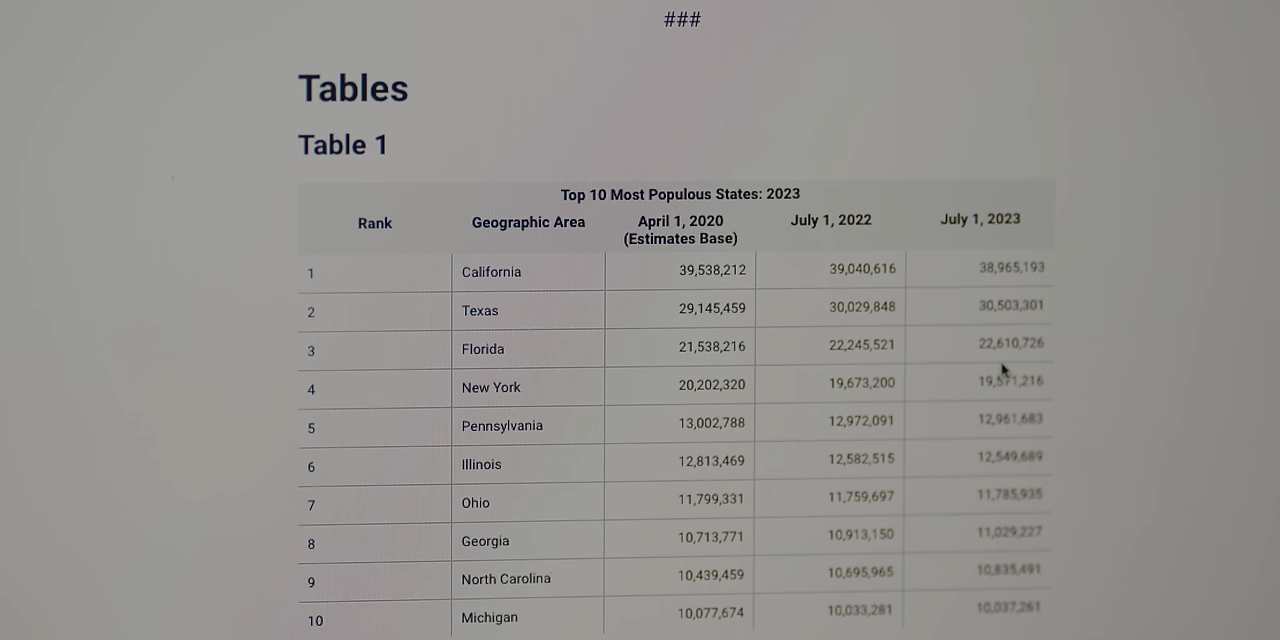 ###
Tables
Table 1
Top 10 Most Populous States: 2023
Rank Geographic Area April 1, 2020 (Estimates Base) July 1, 2022 July 1, 2023
1 California 39,538,212 39,040,616 38,965,193
2 Texas 29,145,459 30,029,848 30,503,301
3 Florida 21,538,216 22,245,521 22,610,726
4 New York 20,202,320 19,673,200 19,571,216
5 Pennsylvania 13,002,788 12,972,091 12,961,683
6 Illinois 12,813,469 12,582,515 12,549,689
7 Ohio 11,799,331 11,759,697 11,785,935
8 Georgia 10,713,771 10,913,150 11,029,227
9 North Carolina 10,439,459 10,695,965 10,835,491
10 Michigan 10,077,674 10,033,281 10,037,261